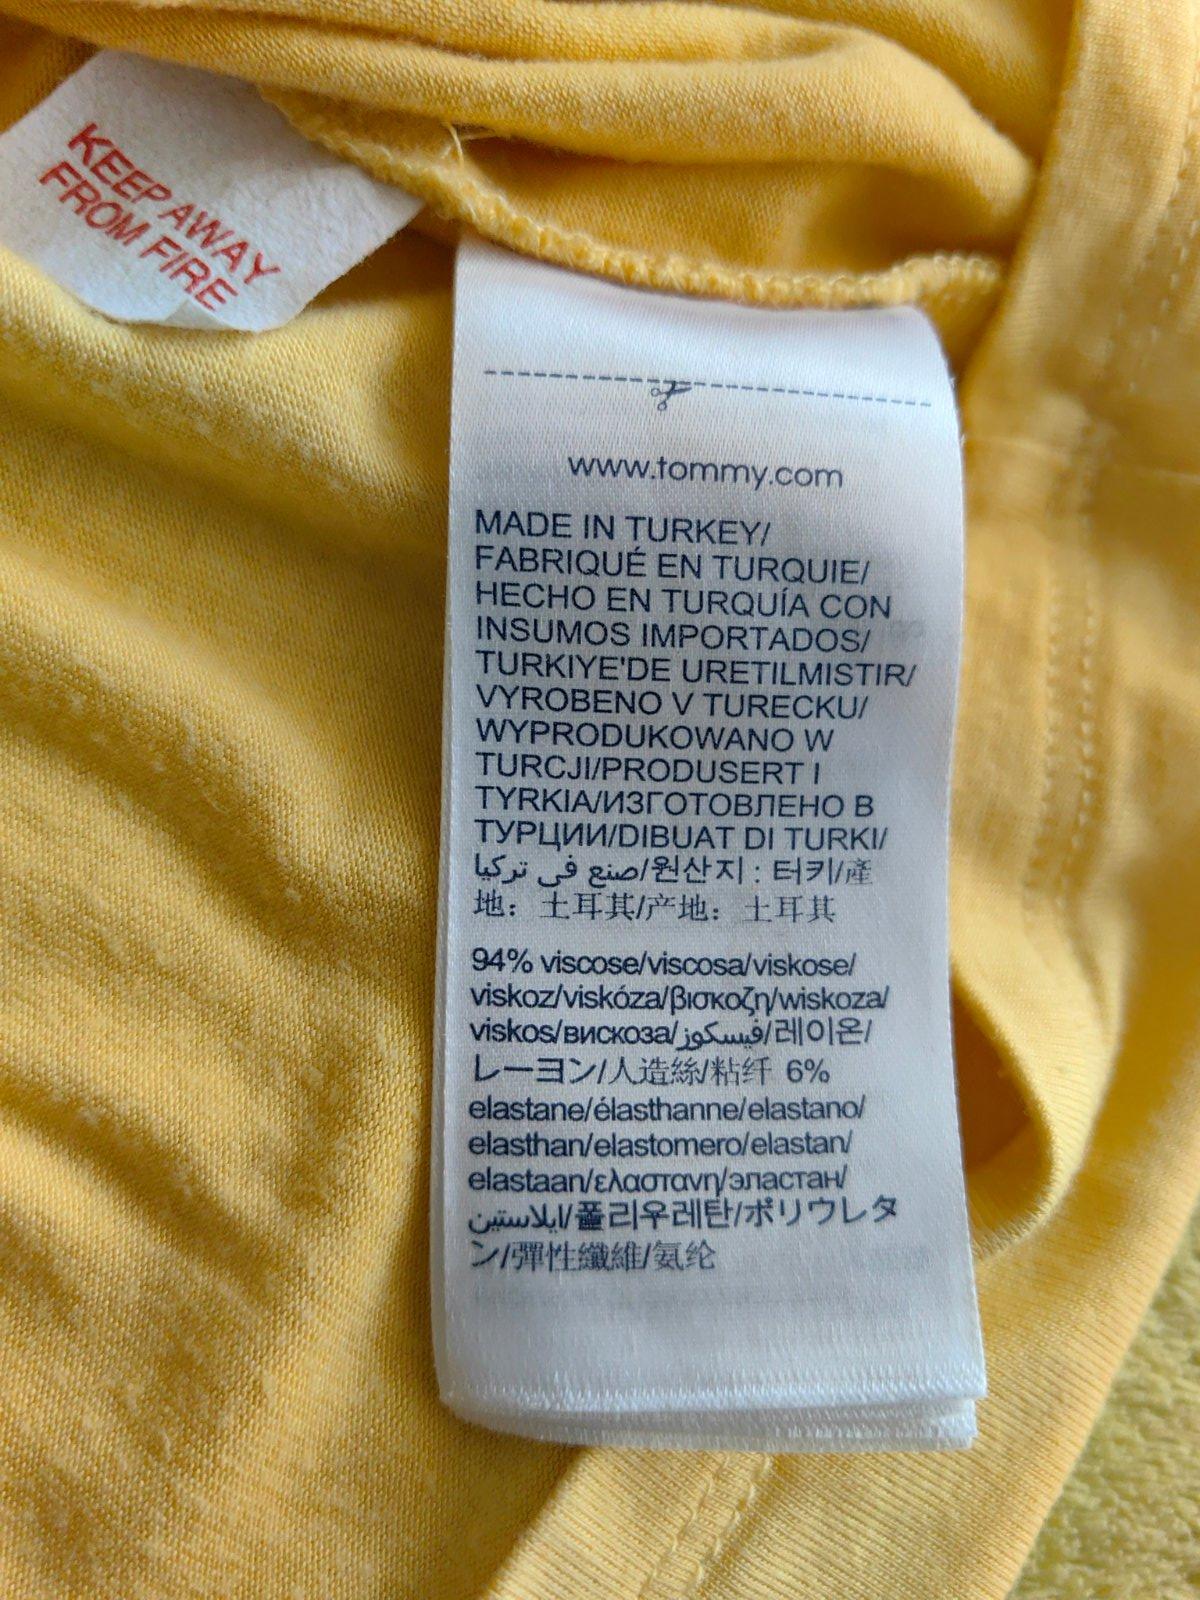 KEEP AWAY
FROM FIRE
www.tommy.com
MADE IN TURKEY/
FABRIQUÉ EN TURQUIE/
HECHO EN TURQUÍA CON
INSUMOS IMPORTADOS/
TURKIYE'DE URETILMISTIR/
VYROBENO V TURECKU/
WYPRODUKOWANO W
TURCJI/PRODUSERT I
TYRKIA/ИЗГОТОВЛЕНО В
ТУРЦИИ/DIBUAT DI TURKI/
صنع في تركيا/원산지 : 터키/產
地：土耳其/产地：土耳其
94% viscose/viscosa/viskose/
viskoz/viskóza/βισκοζη/wiskoza/
viskos/вискоза/فيسكوز/레이온/
レーヨン/人造絲/粘纤 6%
elastane/élasthanne/elastano/
elasthan/elastomero/elastan/
elastaan/ελαστανη/эластан/
ايلاستين/폴리우레탄/ポリウレタ
ン/彈性纖維/氨纶